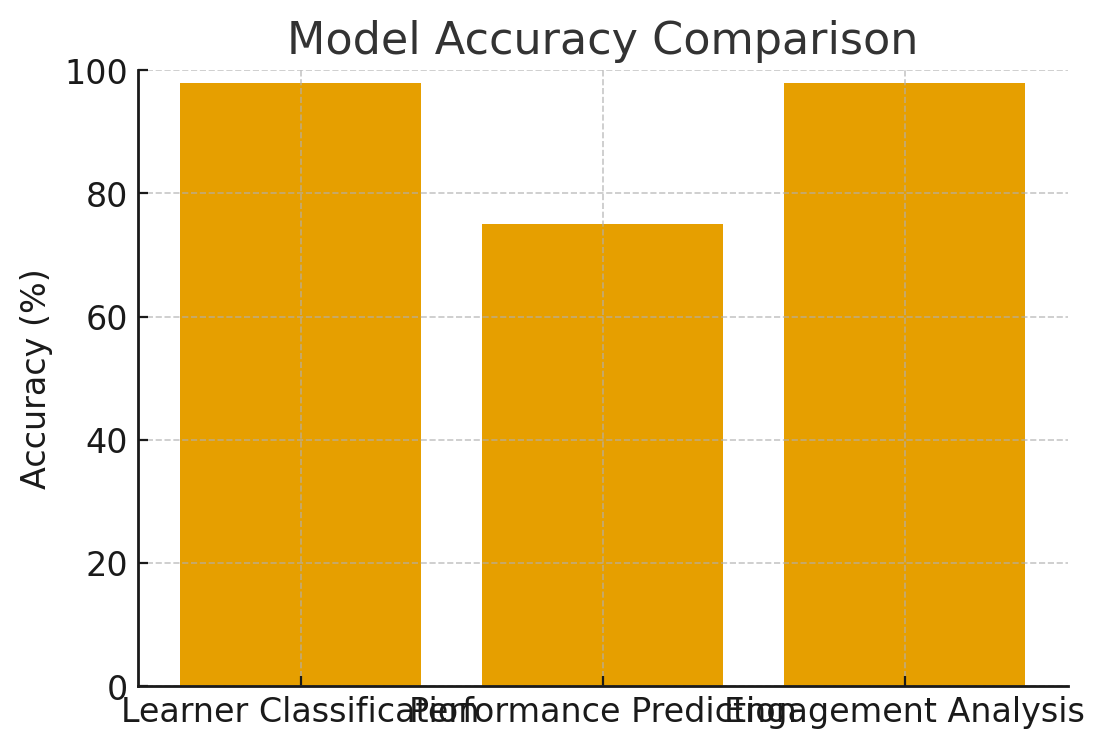 Model Accuracy Comparison
100
80
60
40
20
0
Accuracy (%)
Learner Classification
Performance Prediction
Engagement Analysis